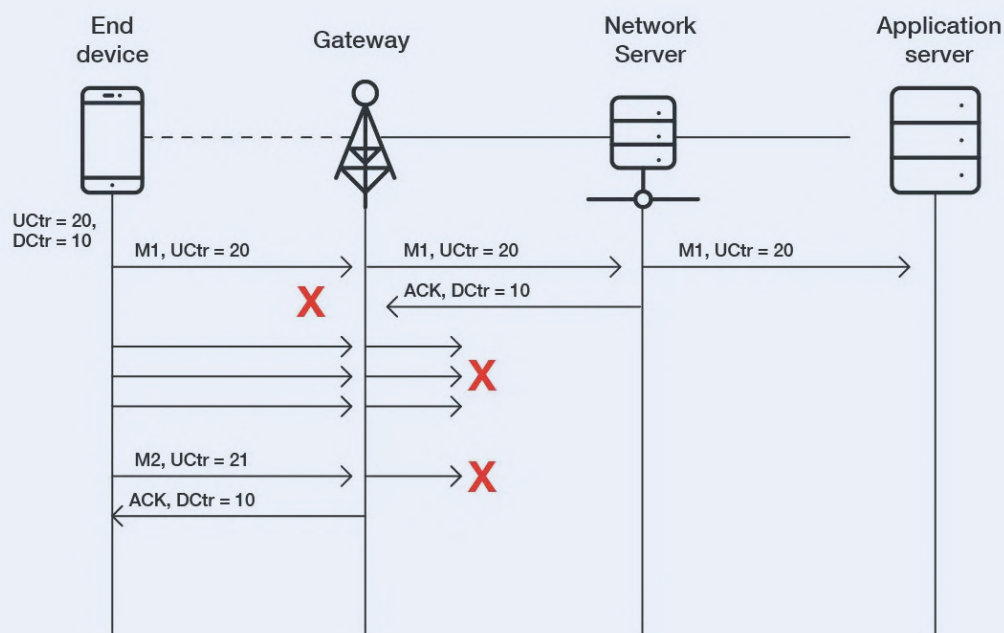 End
device
Gateway
Network
Server
Application
server
UCtr = 20,
DCtr = 10
M1, UCtr = 20
M1, UCtr = 20
M1, UCtr = 20
X
ACK, DCtr = 10
X
M2, UCtr = 21
X
ACK, DCtr = 10